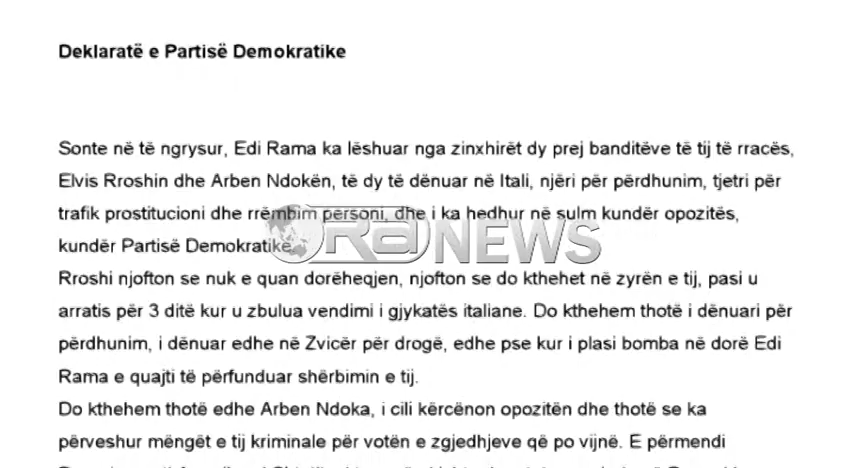 Deklaratë e Partisë Demokratike
Sonte në të ngrysur, Edi Rama ka lëshuar nga zinxhirët dy prej banditëve të tij të rracës,
Elvis Rroshin dhe Arben Ndokën, të dy të dënuar në Itali, njëri për përdhunim, tjetri për
trafik prostitucioni dhe rrëmbim personi, dhe i ka hedhur në sulm kundër opozitës,
kundër Partisë Demokratike.
Ora NEWS
Rroshi njofton se nuk e quan dorëheqjen, njofton se do kthehet në zyrën e tij, pasi u
arratis për 3 ditë kur u zbulua vendimi i gjykatës italiane. Do kthehem thotë i dënuari për
përdhunim, i dënuar edhe në Zvicër për drogë, edhe pse kur i plasi bomba në dorë Edi
Rama e quajti të përfunduar shërbimin e tij.
Do kthehem thotë edhe Arben Ndoka, i cili kërcënon opozitën dhe thotë se ka
përveshur mëngët e tij kriminale për votën e zgjedhjeve që po vijnë. E përmendi